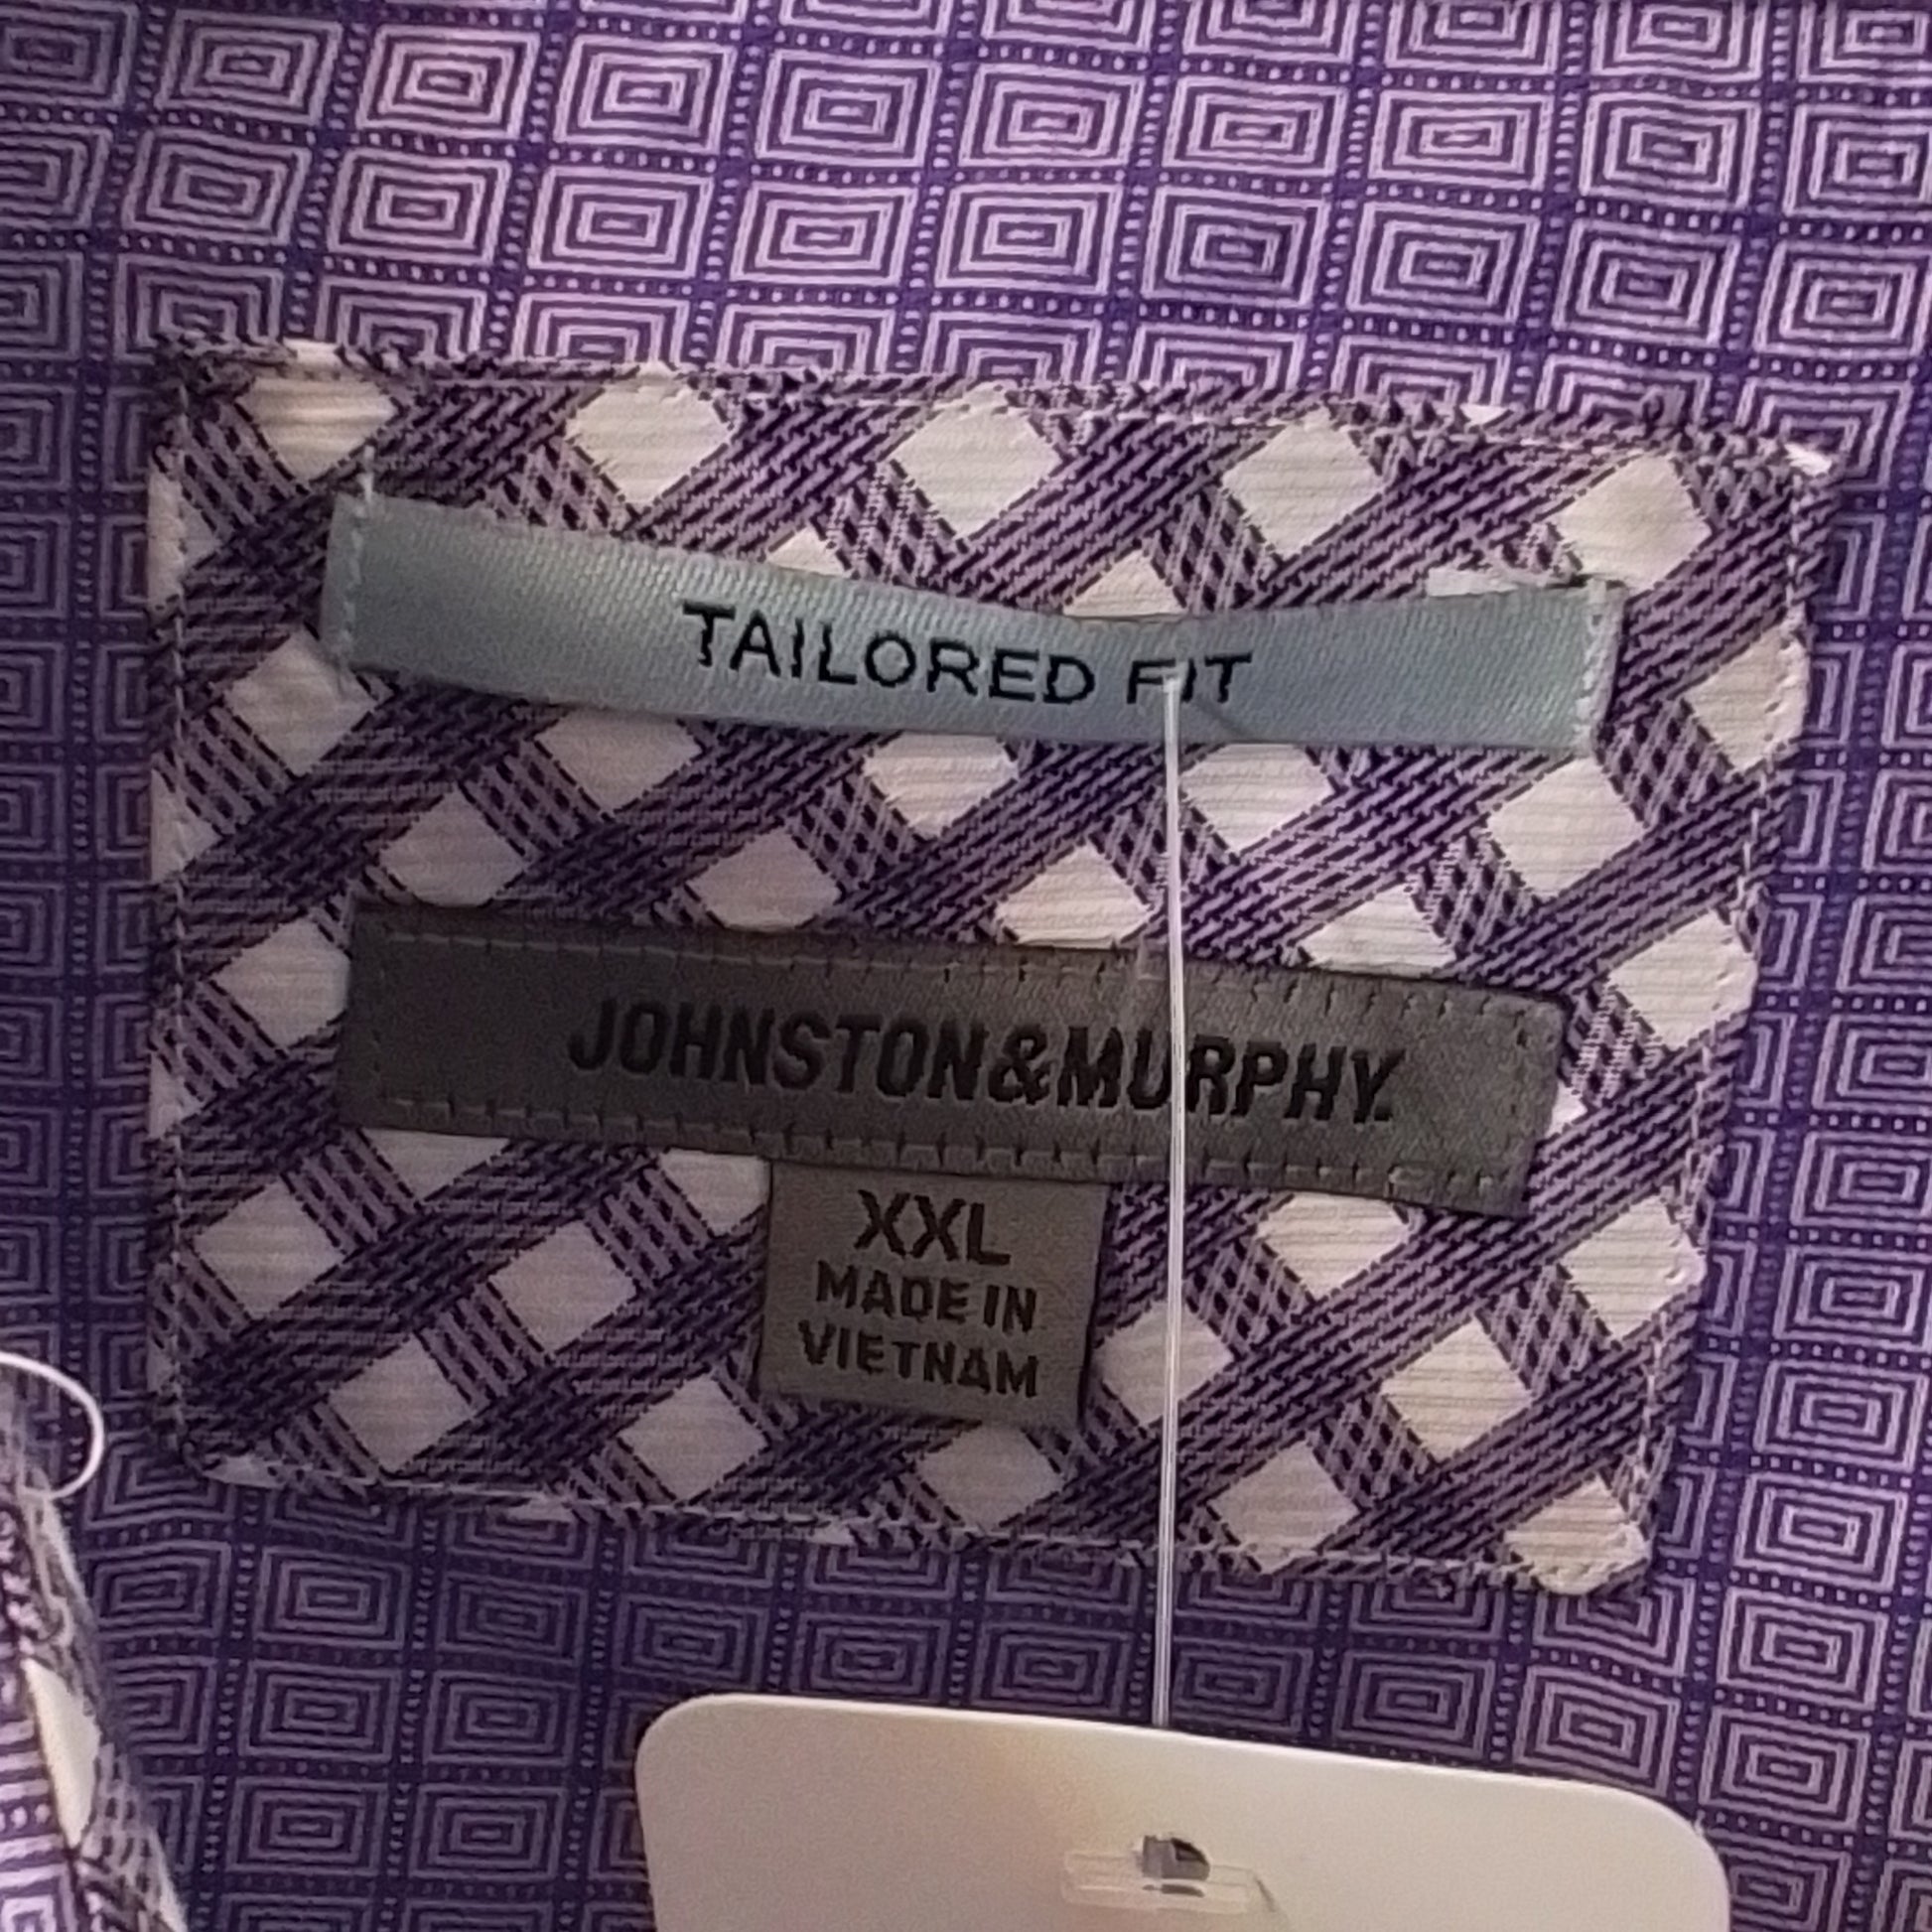 TAILORED FIT
JOHNSTON&MURPHY.
XXL
MADE IN
VIETNAM